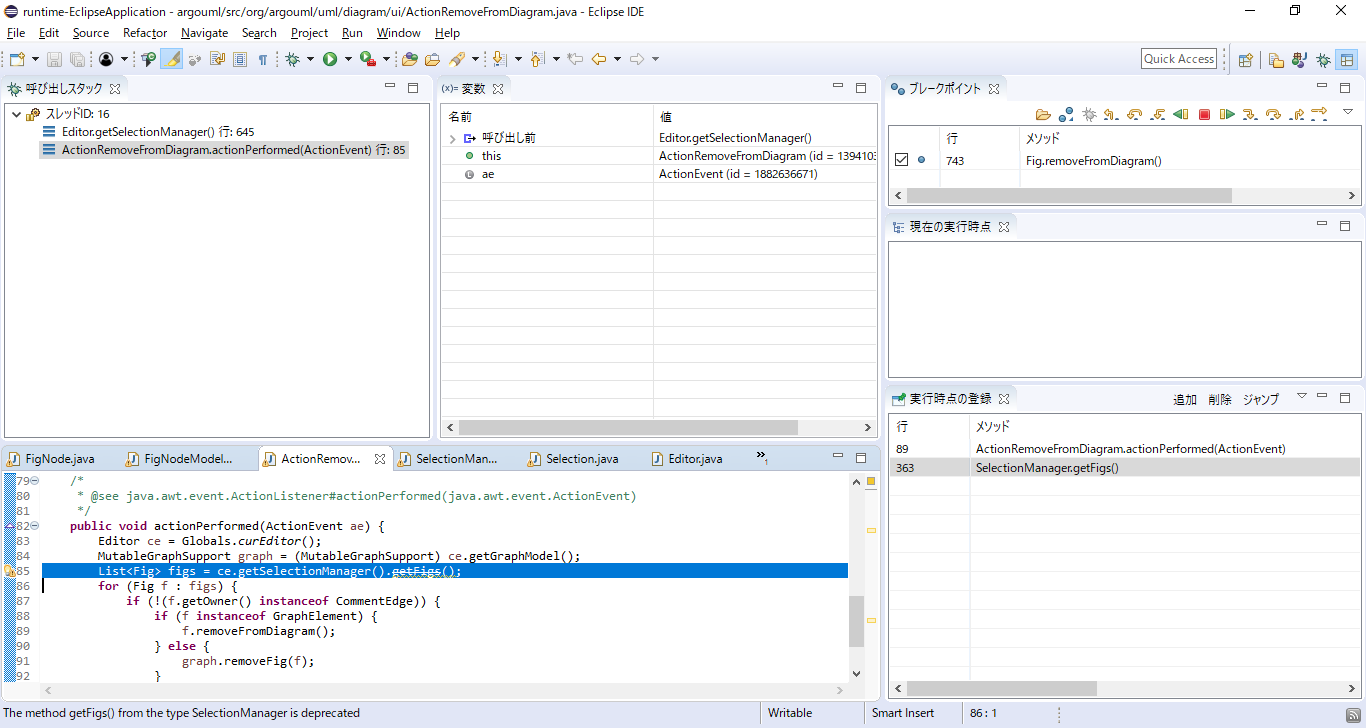 runtime-EclipseApplication - argouml/src/org/argouml/uml/diagram/ui/ActionRemoveFromDiagram.java - Eclipse IDE
File Edit Source Refactor Navigate Search Project Run Window Help
Quick Access
呼び出しスタック
スレッドID: 16
Editor.getSelectionManager() 行: 645
ActionRemoveFromDiagram.actionPerformed(ActionEvent) 行: 85
(x)= 変数
名前 値
呼び出し前 Editor.getSelectionManager()
this ActionRemoveFromDiagram (id = 1394103
ae ActionEvent (id = 1882636671)
ブレークポイント
行 メソッド
743 Fig.removeFromDiagram()
現在の実行時点
実行時点の登録 追加 削除 ジャンプ
行 メソッド
89 ActionRemoveFromDiagram.actionPerformed(ActionEvent)
363 SelectionManager.getFigs()
FigNode.java FigNodeModel... ActionRemov... SelectionMan... Selection.java Editor.java »1
79 /*
80 * @see java.awt.event.ActionListener#actionPerformed(java.awt.event.ActionEvent)
81 */
82 public void actionPerformed(ActionEvent ae) {
83 Editor ce = Globals.curEditor();
84 MutableGraphSupport graph = (MutableGraphSupport) ce.getGraphModel();
85 List<Fig> figs = ce.getSelectionManager().getFigs();
86 for (Fig f : figs) {
87 if (!(f.getOwner() instanceof CommentEdge)) {
88 if (f instanceof GraphElement) {
89 f.removeFromDiagram();
90 } else {
91 graph.removeFig(f);
92 }
The method getFigs() from the type SelectionManager is deprecated
Writable
Smart Insert
86 : 1